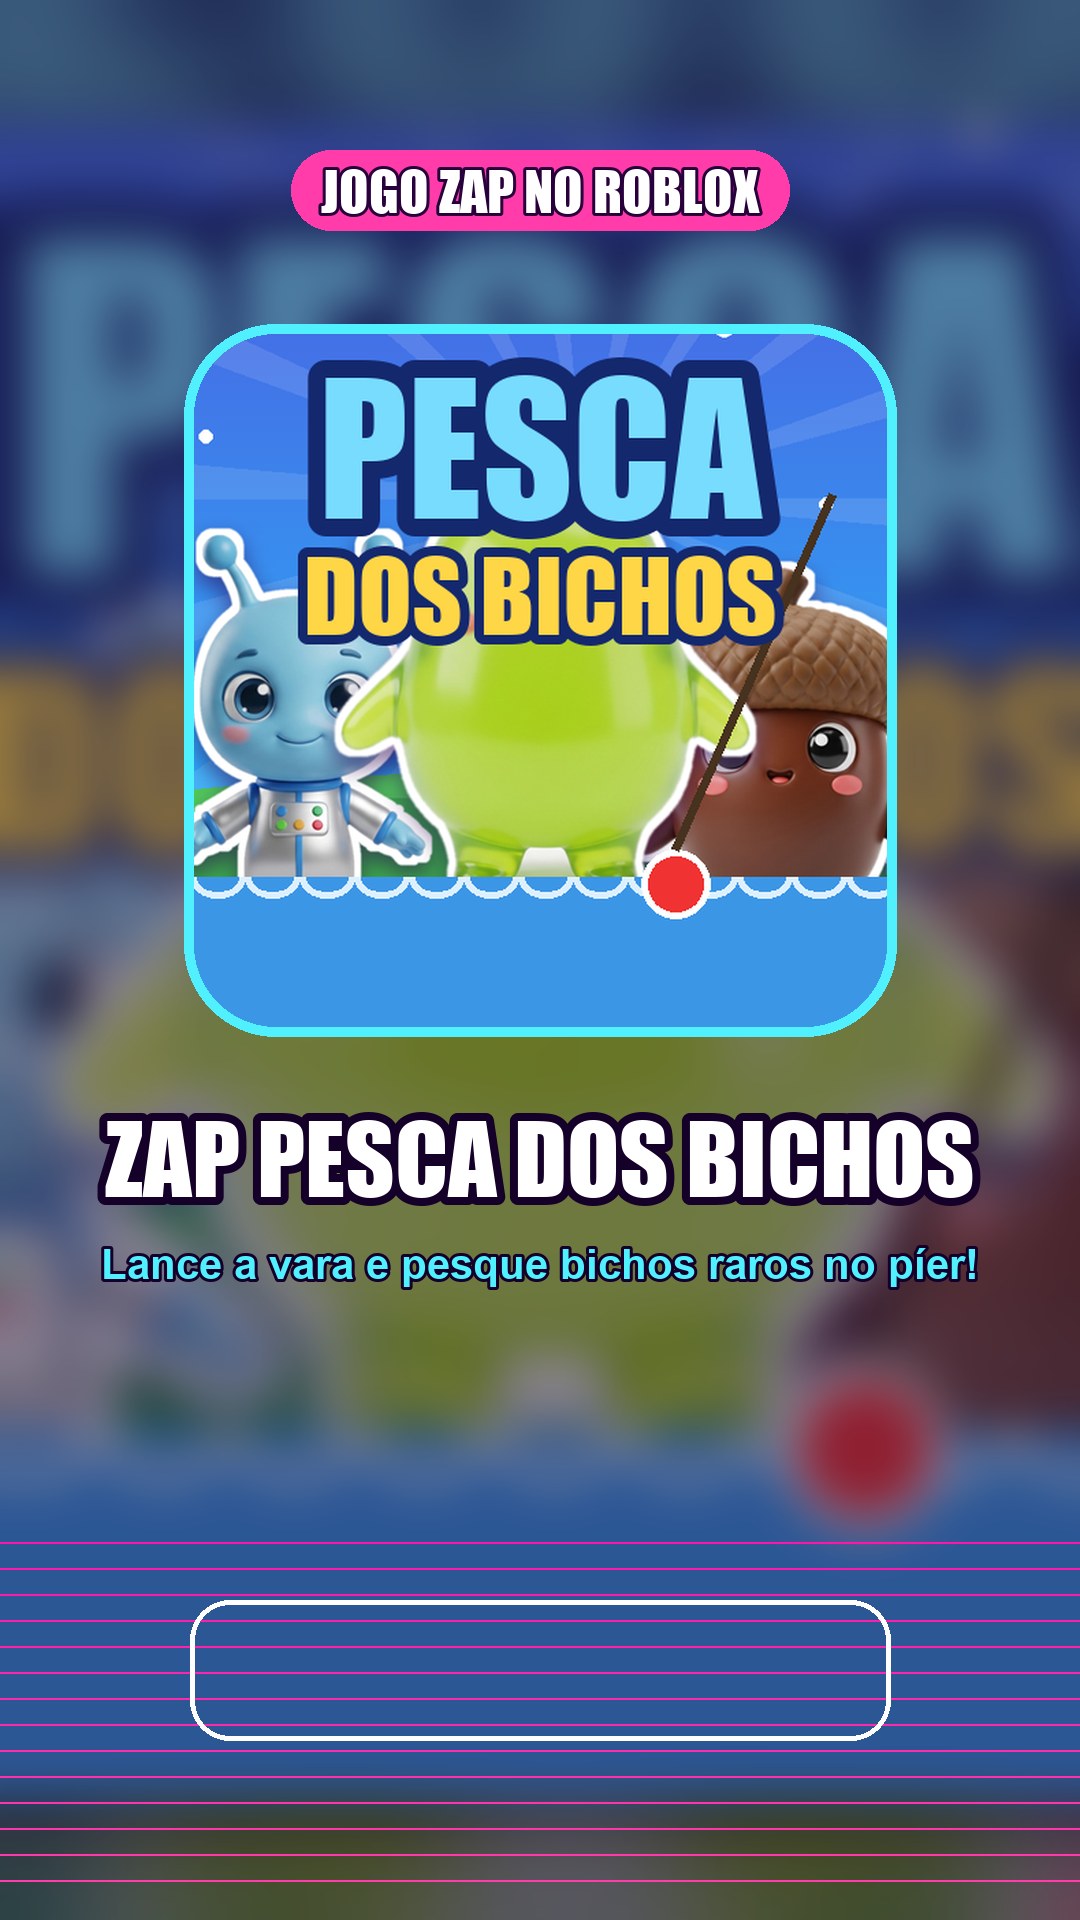 JOGO ZAP NO ROBLOX
PESCA
DOS BICHOS
ZAP PESCA DOS BICHOS
Lance a vara e pesque bichos raros no píer!